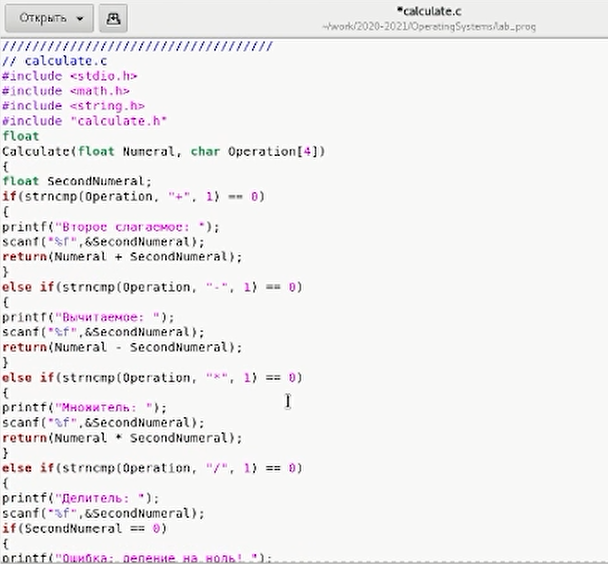 Открыть
*calculate.c
~/work/2020-2021/OperatingSystems/lab_prog
////////////////////////////////////
// calculate.c
#include <stdio.h>
#include <math.h>
#include <string.h>
#include "calculate.h"
float
Calculate(float Numeral, char Operation[4])
{
float SecondNumeral;
if(strncmp(Operation, "+", 1) == 0)
{
printf("Второе слагаемое: ");
scanf("%f",&SecondNumeral);
return(Numeral + SecondNumeral);
}
else if(strncmp(Operation, "-", 1) == 0)
{
printf("Вычитаемое: ");
scanf("%f",&SecondNumeral);
return(Numeral - SecondNumeral);
}
else if(strncmp(Operation, "*", 1) == 0)
{
printf("Множитель: ");
scanf("%f",&SecondNumeral);
return(Numeral * SecondNumeral);
}
else if(strncmp(Operation, "/", 1) == 0)
{
printf("Делитель: ");
scanf("%f",&SecondNumeral);
if(SecondNumeral == 0)
{
printf("Ошибка: деление на ноль! ");